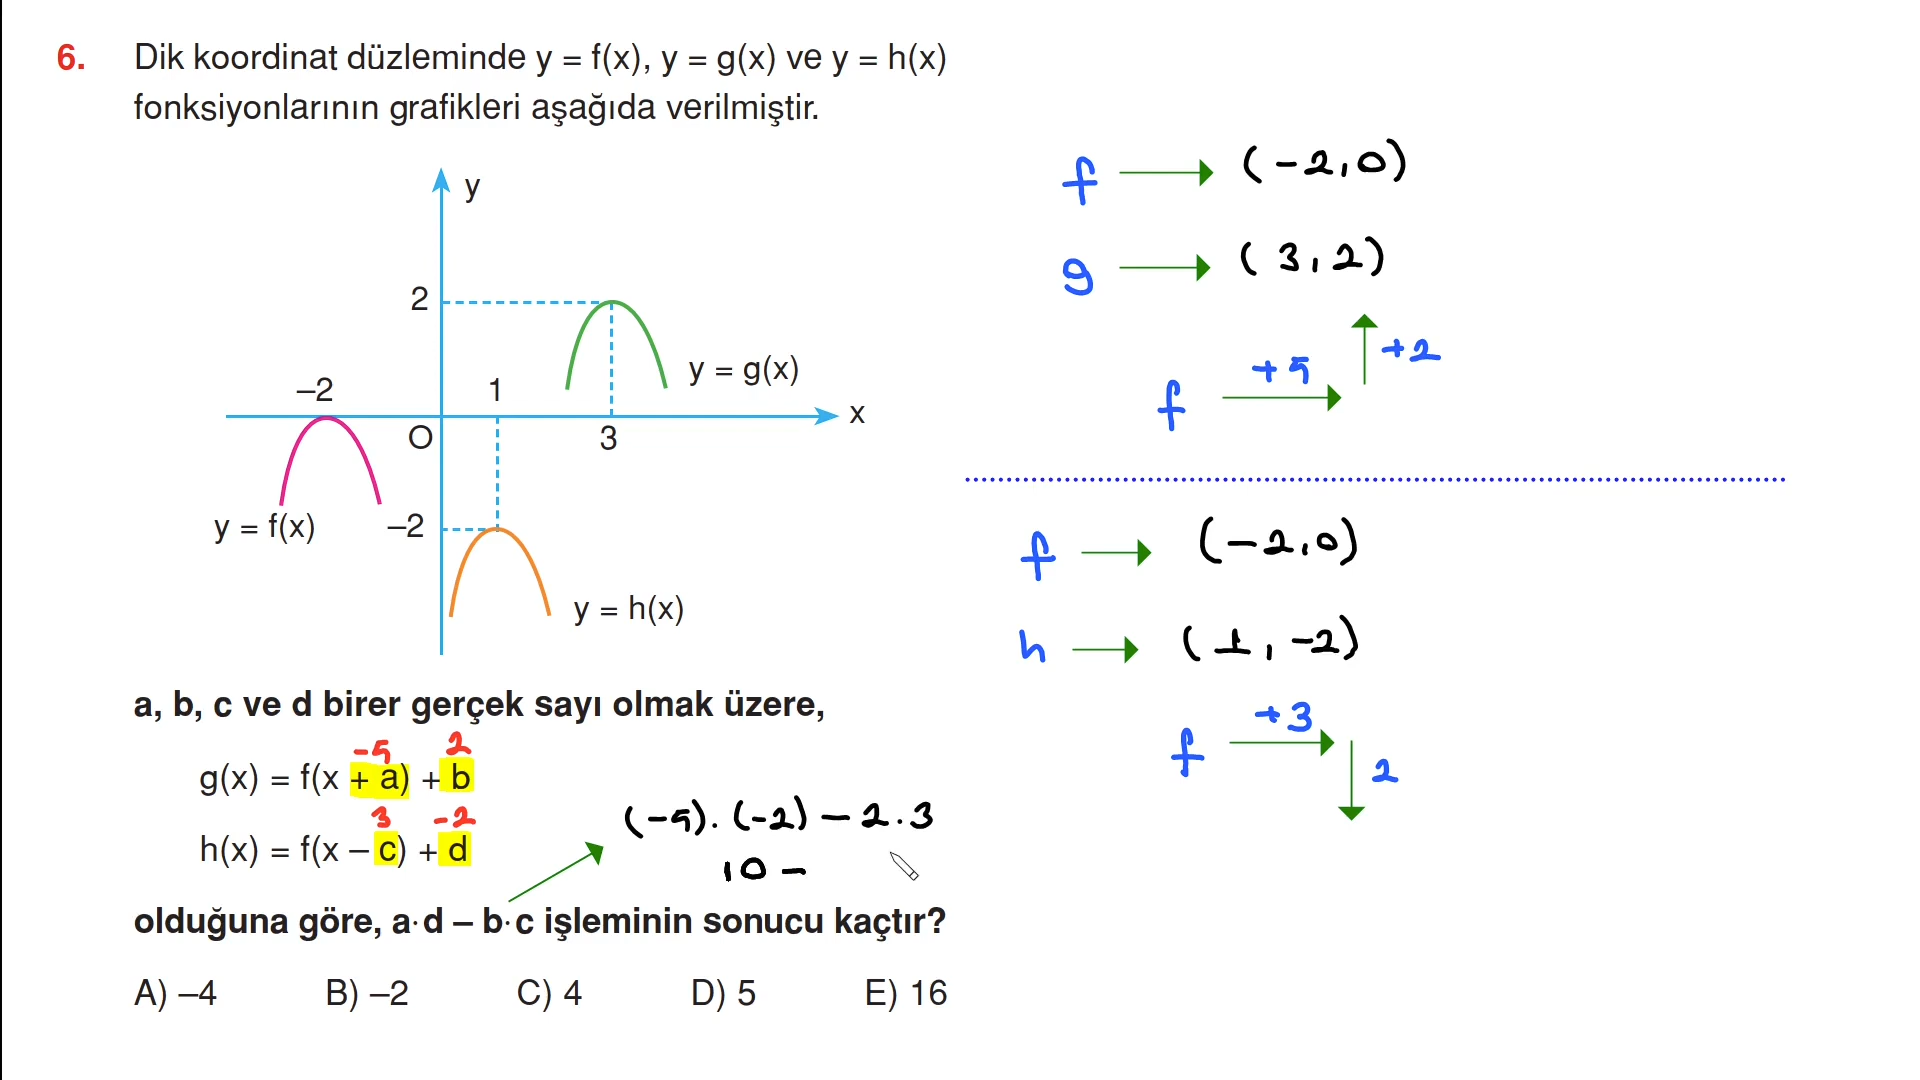 6. Dik koordinat düzleminde y = f(x), y = g(x) ve y = h(x)
fonksiyonlarının grafikleri aşağıda verilmiştir.
y
2
y = g(x)
–2
1
x
O
3
y = f(x)
–2
y = h(x)
a, b, c ve d birer gerçek sayı olmak üzere,
-5 2
g(x) = f(x + a) + b
3 -2
h(x) = f(x – c) + d
olduğuna göre, a·d – b·c işleminin sonucu kaçtır?
A) –4 B) –2 C) 4 D) 5 E) 16
(-5).(-2)-2.3
10-
f (-2,0)
g (3,2)
f +5 +2
f (-2,0)
h (1,-2)
f +3 2